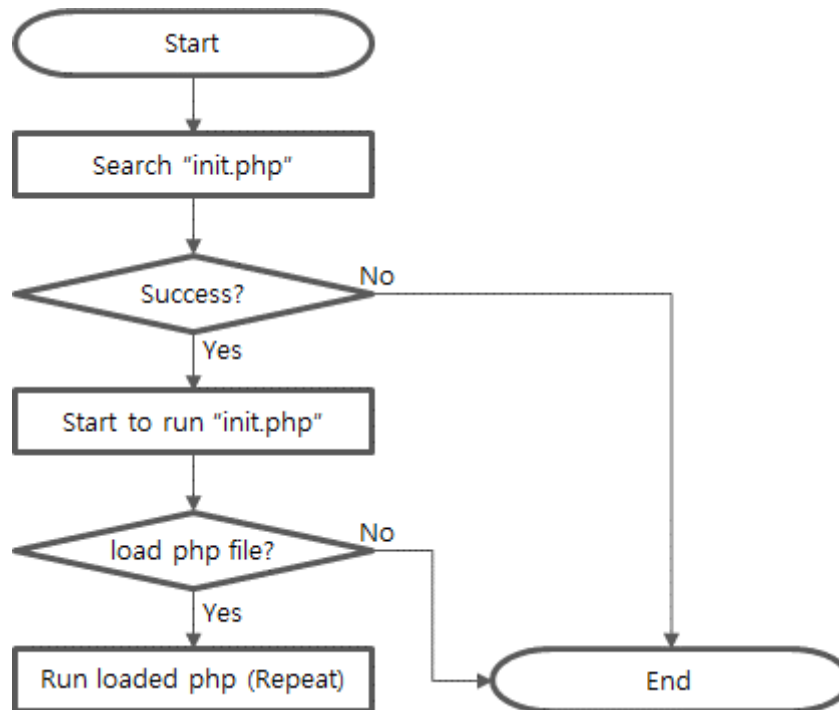 Start
Search "init.php"
Success?
No
Yes
Start to run "init.php"
load php file?
No
Yes
Run loaded php (Repeat)
End